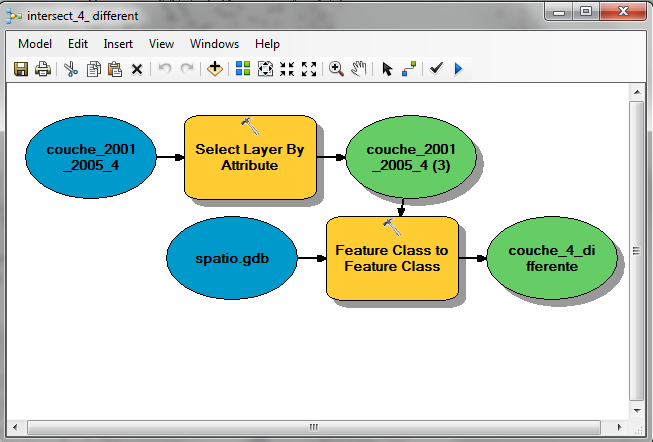 intersect_4_ different
Model Edit Insert View Windows Help
couche_2001
_2005_4
Select Layer By
Attribute
couche_2001
_2005_4 (3)
spatio.gdb
Feature Class to
Feature Class
couche_4_di
fferente